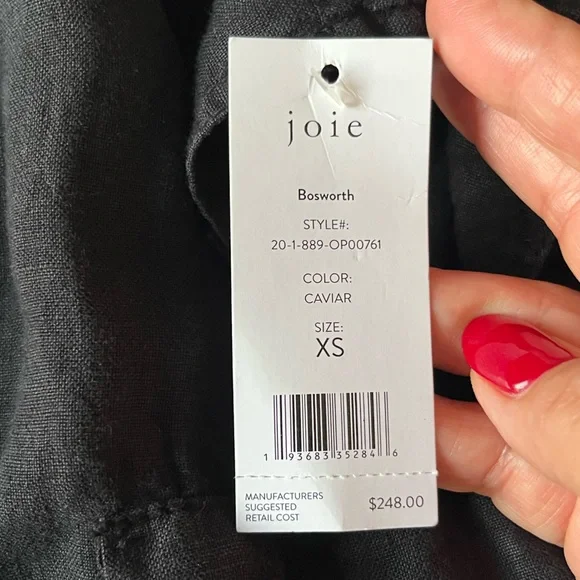 joie
Bosworth
STYLE#:
20-1-889-OP00761
COLOR:
CAVIAR
SIZE:
XS
1 93683 35284 6
MANUFACTURERS
SUGGESTED
RETAIL COST
$248.00